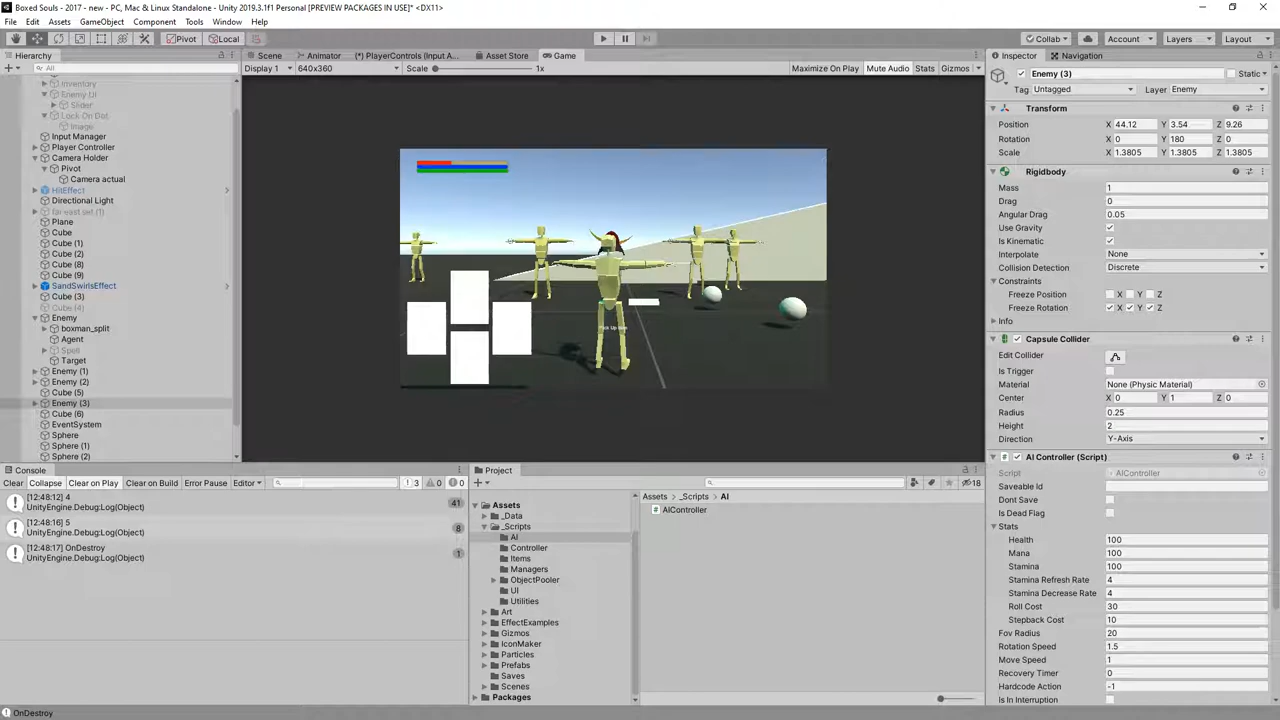 Boxed Souls - 2017 - new - PC, Mac & Linux Standalone - Unity 2019.3.1f1 Personal [PREVIEW PACKAGES IN USE]* <DX11>
File Edit Assets GameObject Component Tools Window Help
Pivot Local Collab Account Layers Layout
Hierarchy
All
Inventory
Enemy UI
Slider
Lock On Dot
Image
Input Manager
Player Controller
Camera Holder
Pivot
Camera actual
HitEffect
Directional Light
far east set (1)
Plane
Cube
Cube (1)
Cube (2)
Cube (8)
Cube (9)
SandSwirlsEffect
Cube (3)
Cube (4)
Enemy
boxman_split
Agent
Spell
Target
Enemy (1)
Enemy (2)
Cube (5)
Enemy (3)
Cube (6)
EventSystem
Sphere
Sphere (1)
Sphere (2)
Scene Animator (*) PlayerControls (Input A... Asset Store Game
Display 1 640x360 Scale 1x Maximize On Play Mute Audio Stats Gizmos
Console
Clear Collapse Clear on Play Clear on Build Error Pause Editor 3 0 0
[12:48:12] 4
UnityEngine.Debug:Log(Object)
41
[12:48:16] 5
UnityEngine.Debug:Log(Object)
8
[12:48:17] OnDestroy
UnityEngine.Debug:Log(Object)
1
Project
18
Assets
_Data
_Scripts
AI
Controller
Items
Managers
ObjectPooler
UI
Utilities
Art
EffectExamples
Gizmos
IconMaker
Particles
Prefabs
Saves
Scenes
Packages
Assets > _Scripts > AI
AIController
Inspector Navigation
Enemy (3) Static
Tag Untagged Layer Enemy
Transform
Position X 44.12 Y 3.54 Z 9.26
Rotation X 0 Y 180 Z 0
Scale X 1.3805 Y 1.3805 Z 1.3805
Rigidbody
Mass 1
Drag 0
Angular Drag 0.05
Use Gravity
Is Kinematic
Interpolate None
Collision Detection Discrete
Constraints
Freeze Position X Y Z
Freeze Rotation X Y Z
Info
Capsule Collider
Edit Collider
Is Trigger
Material None (Physic Material)
Center X 0 Y 1 Z 0
Radius 0.25
Height 2
Direction Y-Axis
AI Controller (Script)
Script AIController
Saveable Id
Dont Save
Is Dead Flag
Stats
Health 100
Mana 100
Stamina 100
Stamina Refresh Rate 4
Stamina Decrease Rate 4
Roll Cost 30
Stepback Cost 10
Fov Radius 20
Rotation Speed 1.5
Move Speed 1
Recovery Timer 0
Hardcode Action -1
Is In Interruption
OnDestroy